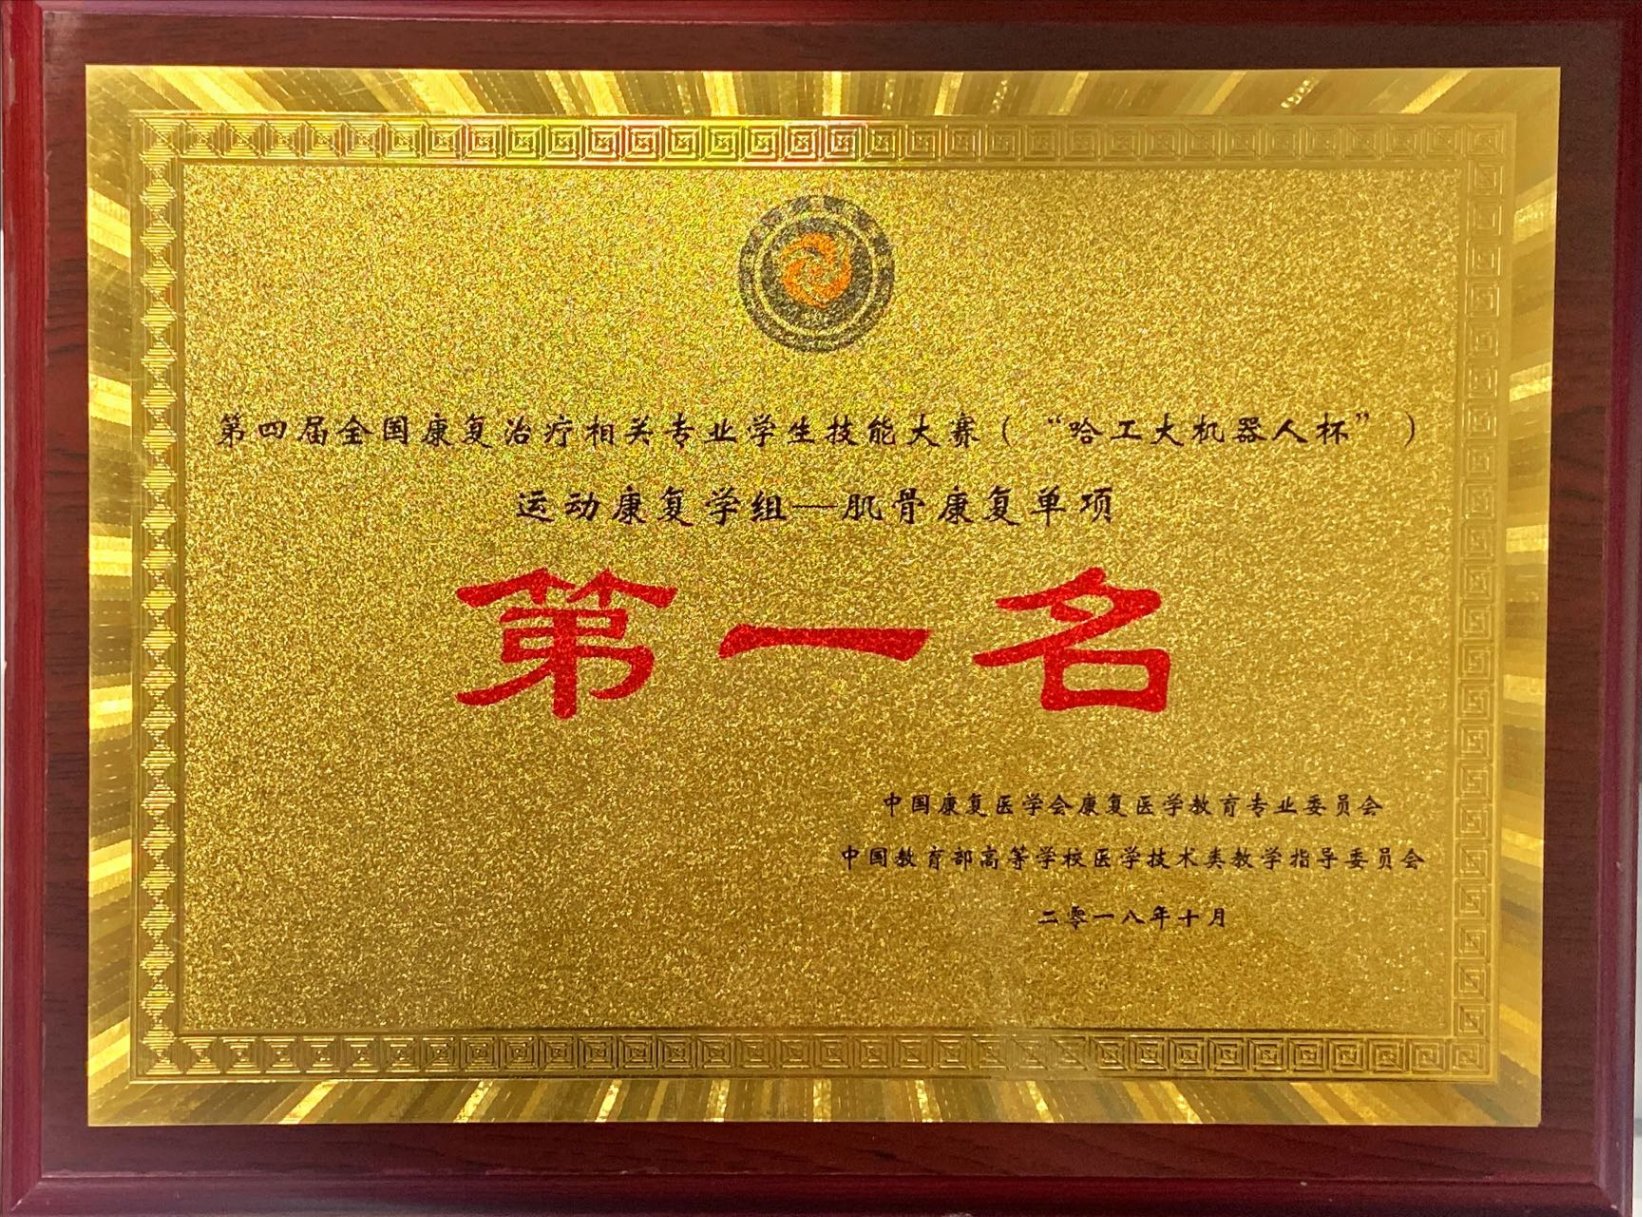 第四届全国康复治疗相关专业学生技能大赛（“哈工大机器人杯”）
运动康复学组—肌骨康复单项
第一名
中国康复医学会康复医学教育专业委员会
中国教育部高等学校医学技术类教学指导委员会
二零一八年十月